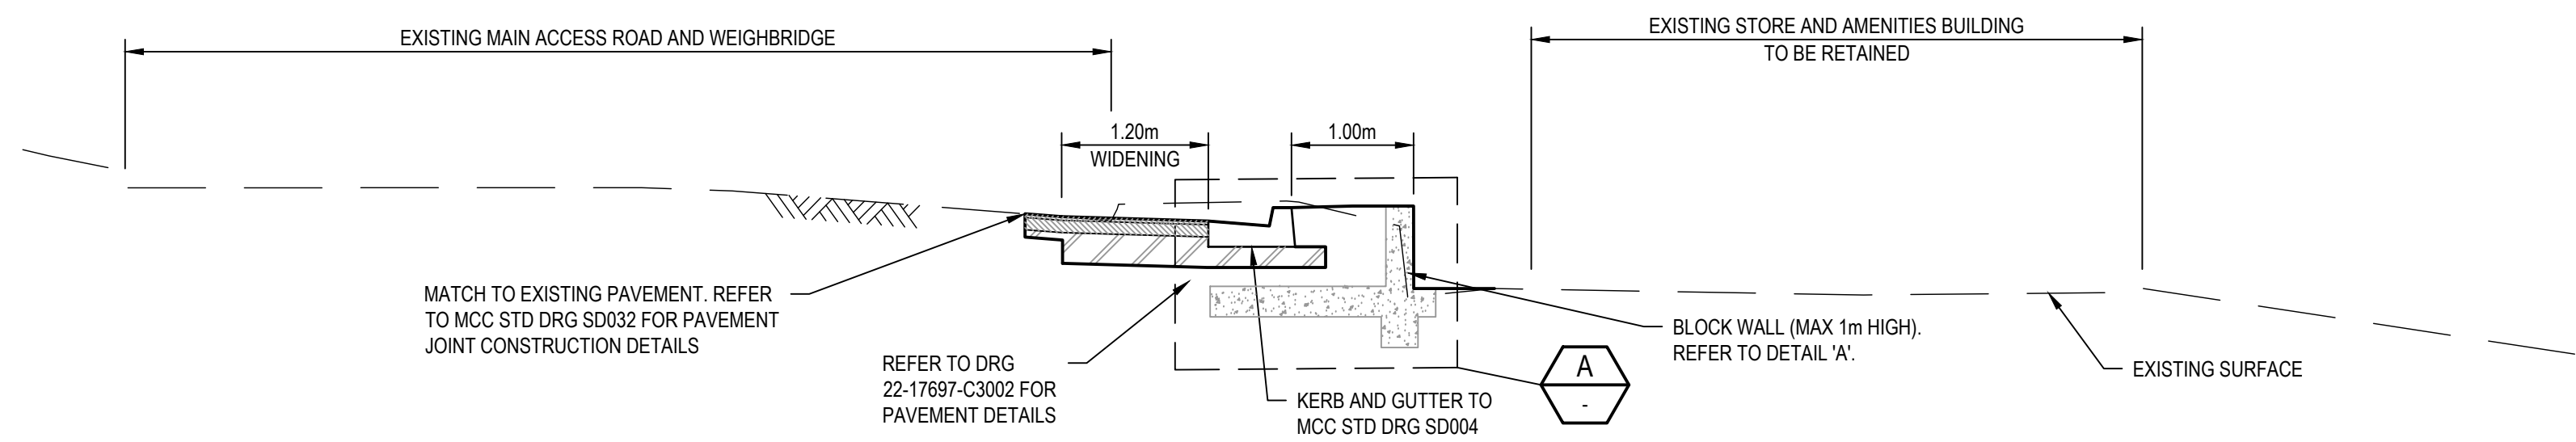 EXISTING MAIN ACCESS ROAD AND WEIGHBRIDGE
EXISTING STORE AND AMENITIES BUILDING
TO BE RETAINED
1.20m
WIDENING
1.00m
MATCH TO EXISTING PAVEMENT. REFER
TO MCC STD DRG SD032 FOR PAVEMENT
JOINT CONSTRUCTION DETAILS
REFER TO DRG
22-17697-C3002 FOR
PAVEMENT DETAILS
KERB AND GUTTER TO
MCC STD DRG SD004
A
-
BLOCK WALL (MAX 1m HIGH).
REFER TO DETAIL 'A'.
EXISTING SURFACE